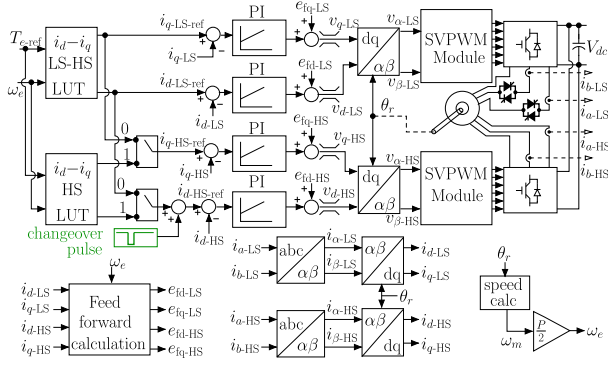 i_q-LS-ref PI e_fq-LS v_q-LS v_α-LS
T_e-ref
i_d−i_q
LS-HS
LUT
ω_e
i_q-LS
i_d-LS-ref PI e_fd-LS
i_d-LS v_d-LS
dq
αβ
v_β-LS
SVPWM
Module
V_dc
θ_r
i_b-LS
i_a-LS
i_a-HS
i_b-HS
0
1
i_q-HS-ref PI e_fq-HS v_q-HS v_α-HS
i_q-HS
i_d−i_q
HS
LUT
0
1
i_d-HS-ref PI e_fd-HS v_d-HS
i_d-HS
dq
αβ
v_β-HS
SVPWM
Module
changeover
pulse
ω_e
i_d-LS
i_q-LS
i_d-HS
i_q-HS
Feed
forward
calculation
e_fd-LS
e_fq-LS
e_fd-HS
e_fq-HS
i_a-LS
i_b-LS
abc
αβ
i_α-LS
i_β-LS
αβ
dq
i_d-LS
i_q-LS
θ_r
i_a-HS
i_b-HS
abc
αβ
i_α-HS
i_β-HS
αβ
dq
i_d-HS
i_q-HS
θ_r
speed
calc
ω_m
P/2
ω_e